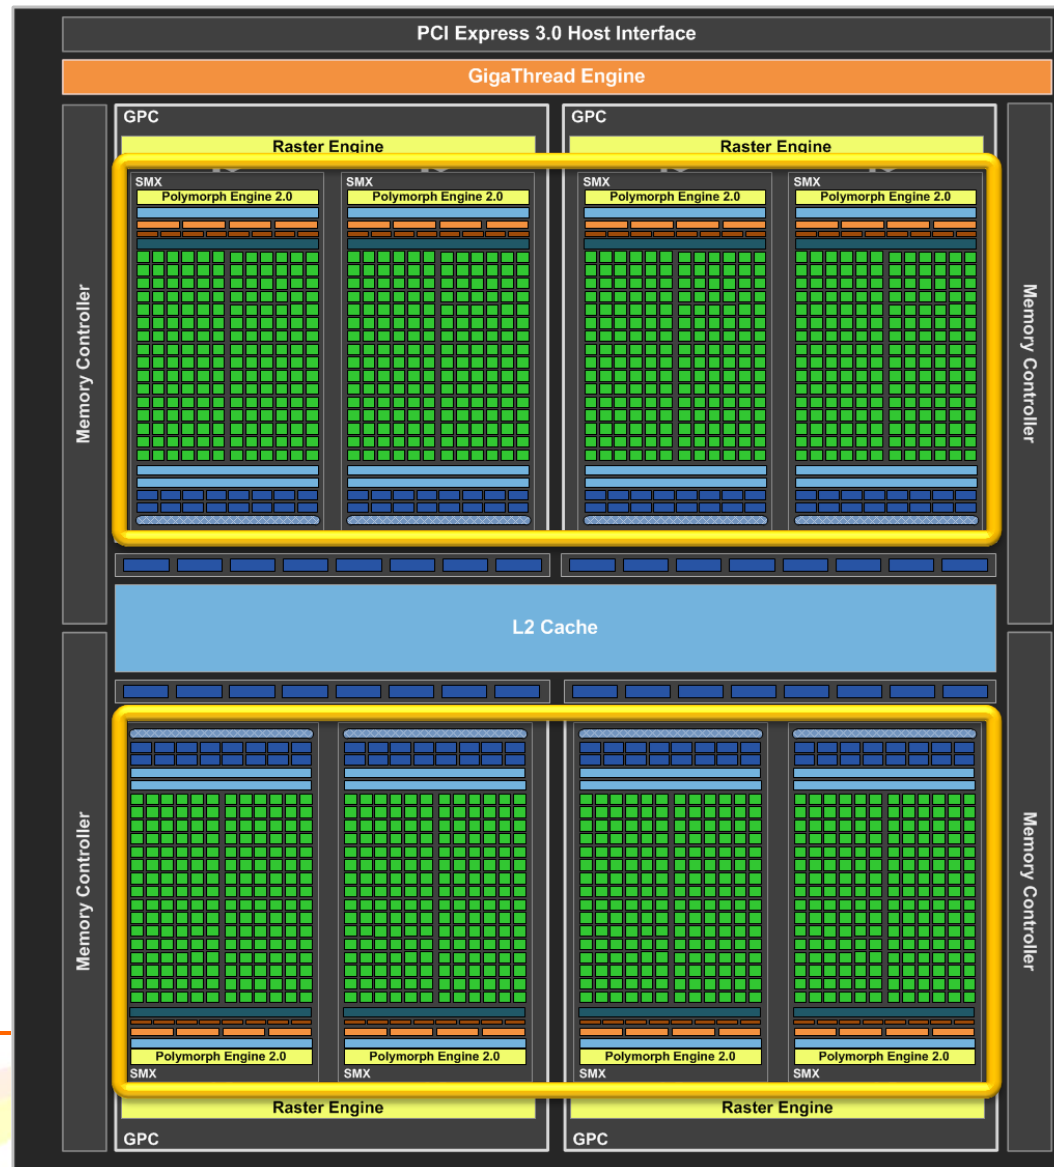 PCI Express 3.0 Host Interface
GigaThread Engine
GPC
GPC
Raster Engine
Raster Engine
SMX
SMX
SMX
SMX
Polymorph Engine 2.0
Polymorph Engine 2.0
Polymorph Engine 2.0
Polymorph Engine 2.0
Memory Controller
Memory Controller
L2 Cache
Memory Controller
Memory Controller
Polymorph Engine 2.0
Polymorph Engine 2.0
Polymorph Engine 2.0
Polymorph Engine 2.0
SMX
SMX
SMX
SMX
Raster Engine
Raster Engine
GPC
GPC